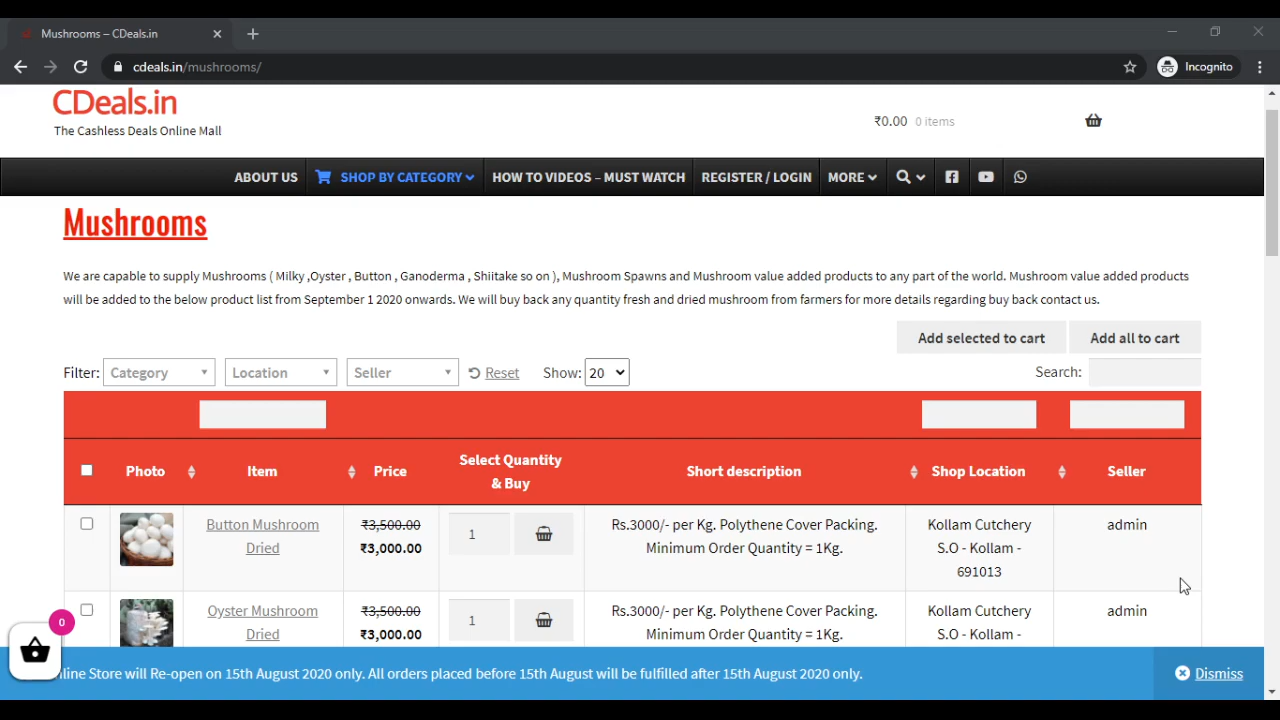 Mushrooms – CDeals.in
cdeals.in/mushrooms/
Incognito
CDeals.in
The Cashless Deals Online Mall
₹0.00 0 items
ABOUT US SHOP BY CATEGORY HOW TO VIDEOS – MUST WATCH REGISTER / LOGIN MORE
Mushrooms
We are capable to supply Mushrooms ( Milky ,Oyster , Button , Ganoderma , Shiitake so on ), Mushroom Spawns and Mushroom value added products to any part of the world. Mushroom value added products
will be added to the below product list from September 1 2020 onwards. We will buy back any quantity fresh and dried mushroom from farmers for more details regarding buy back contact us.
Add selected to cart Add all to cart
Filter: Category Location Seller Reset Show: 20 Search:
Photo Item Price Select Quantity
& Buy Short description Shop Location Seller
Button Mushroom
Dried
₹3,500.00
₹3,000.00
1
Rs.3000/- per Kg. Polythene Cover Packing.
Minimum Order Quantity = 1Kg.
Kollam Cutchery
S.O - Kollam -
691013
admin
Oyster Mushroom
Dried
₹3,500.00
₹3,000.00
1
Rs.3000/- per Kg. Polythene Cover Packing.
Minimum Order Quantity = 1Kg.
Kollam Cutchery
S.O - Kollam -
admin
0
Store will Re-open on 15th August 2020 only. All orders placed before 15th August will be fulfilled after 15th August 2020 only.
Dismiss